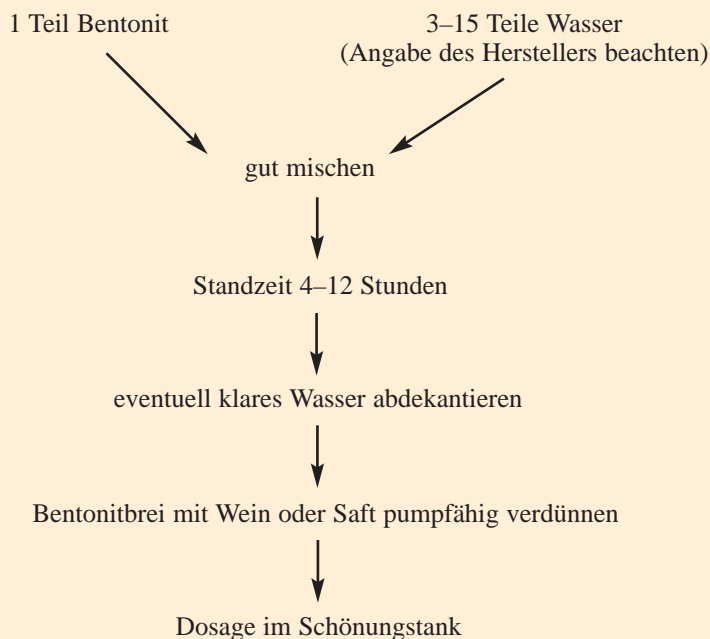 1 Teil Bentonit
3–15 Teile Wasser
(Angabe des Herstellers beachten)
gut mischen
Standzeit 4–12 Stunden
eventuell klares Wasser abdekantieren
Bentonitbrei mit Wein oder Saft pumpfähig verdünnen
Dosage im Schönungstank